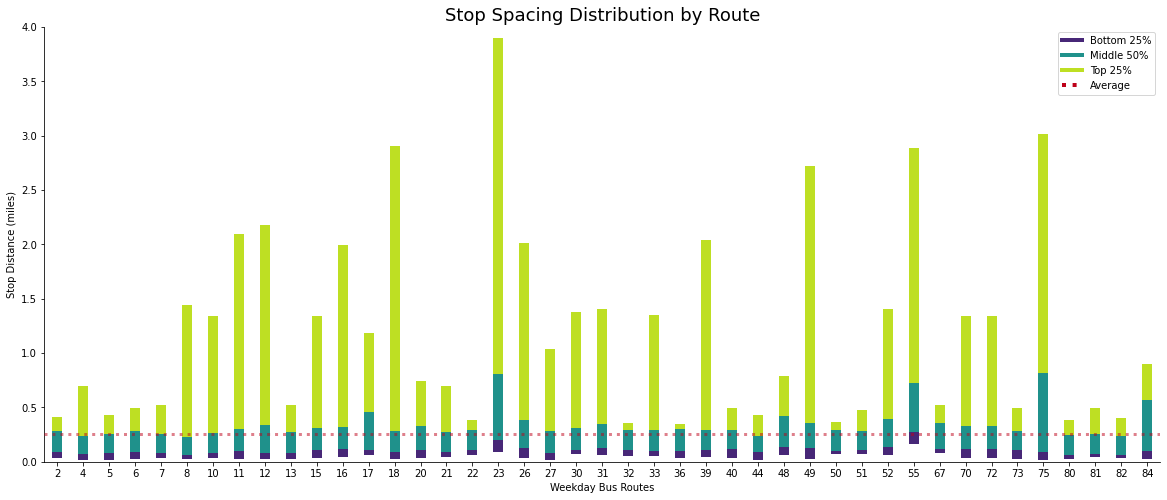 Stop Spacing Distribution by Route
4.0
3.5
3.0
2.5
2.0
1.5
1.0
0.5
0.0
Stop Distance (miles)
Bottom 25%
Middle 50%
Top 25%
Average
2 4 5 6 7 8 10 11 12 13 15 16 17 18 20 21 22 23 26 27 30 31 32 33 36 39 40 44 48 49 50 51 52 55 67 70 72 73 75 80 81 82 84
Weekday Bus Routes